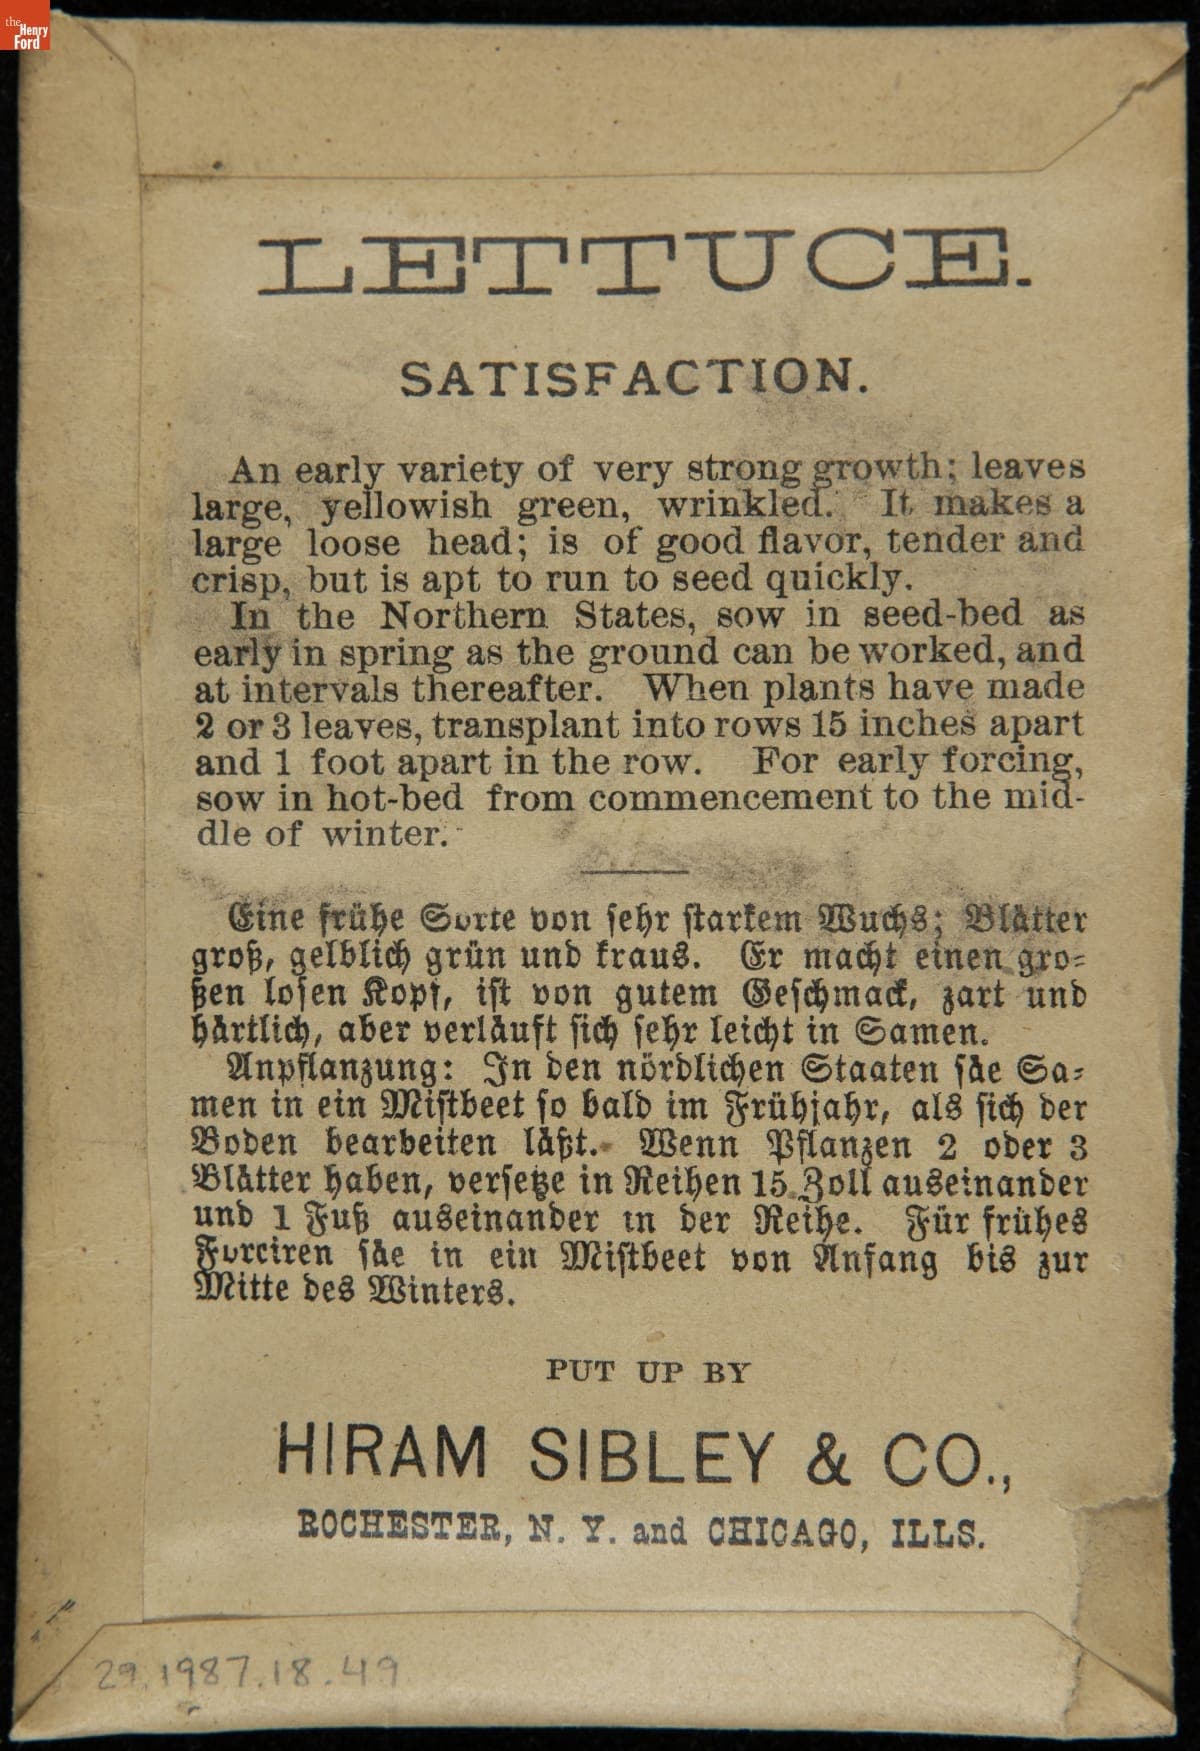 the
Henry
Ford
LETTUCE.
SATISFACTION.
An early variety of very strong growth; leaves
large, yellowish green, wrinkled. It makes a
large loose head; is of good flavor, tender and
crisp, but is apt to run to seed quickly.
In the Northern States, sow in seed-bed as
early in spring as the ground can be worked, and
at intervals thereafter. When plants have made
2 or 3 leaves, transplant into rows 15 inches apart
and 1 foot apart in the row. For early forcing,
sow in hot-bed from commencement to the mid-
dle of winter.
Eine frühe Sorte von sehr starkem Wuchs; Blätter
groß, gelblich grün und kraus. Er macht einen gro-
ßen losen Kopf, ist von gutem Geschmack, zart und
härtlich, aber verläuft sich sehr leicht in Samen.
Anpflanzung: In den nördlichen Staaten säe Sa-
men in ein Mistbeet so bald im Frühjahr, als sich der
Boden bearbeiten läßt. Wenn Pflanzen 2 oder 3
Blätter haben, versetze in Reihen 15 Zoll auseinander
und 1 Fuß auseinander in der Reihe. Für frühes
Forciren säe in ein Mistbeet von Anfang bis zur
Mitte des Winters.
PUT UP BY
HIRAM SIBLEY & CO.,
ROCHESTER, N. Y. and CHICAGO, ILLS.
29.1987.18.49